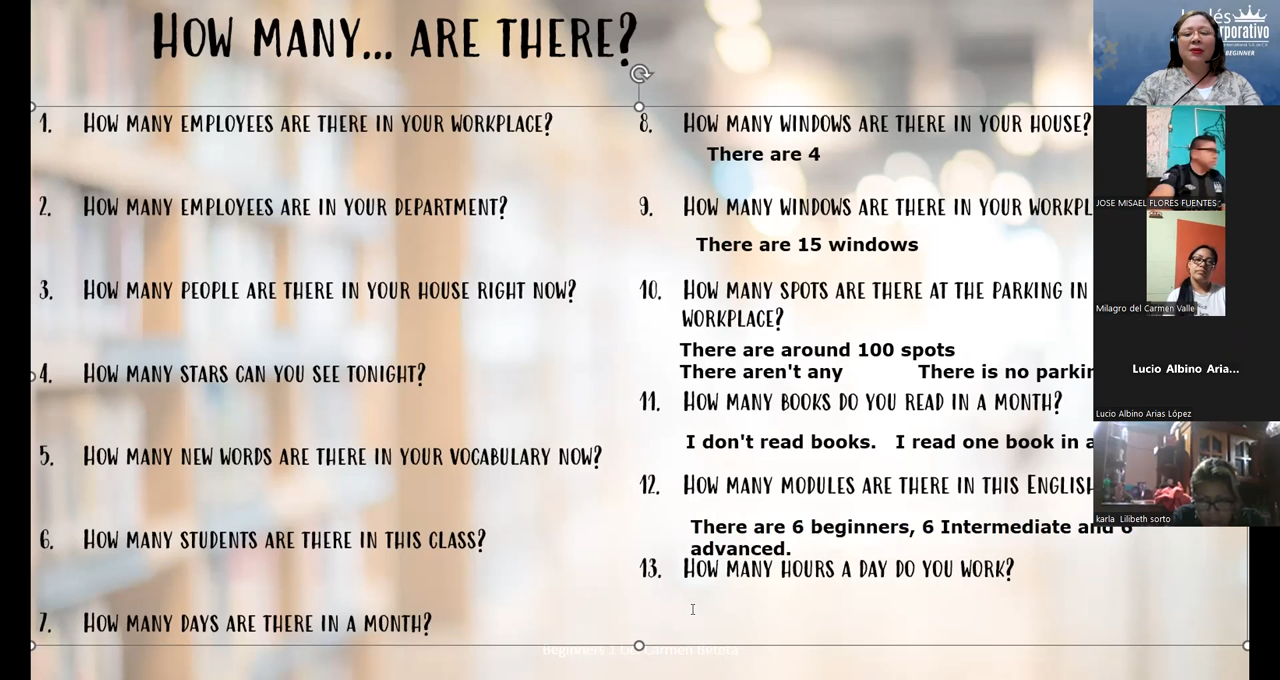 How many... are there?
1. How many employees are there in your workplace?
2. How many employees are in your department?
3. How many people are there in your house right now?
4. How many stars can you see tonight?
5. How many new words are there in your vocabulary now?
6. How many students are there in this class?
7. How many days are there in a month?
8. How many windows are there in your house?
There are 4
9. How many windows are there in your
There are 15 windows
10. How many spots are there at the parking in
workplace?
There are around 100 spots
There aren't any There is no
11. How many books do you read in a month?
I don't read books. I read one book in a
12. How many modules are there in this English
There are 6 beginners, 6 Intermediate and 6
advanced.
13. How many hours a day do you work?
BEGINNER
JOSE MISAEL FLORES FUENTES
Milagro del Carmen Valle
Lucio Albino Aria...
Lucio Albino Arias López
karla Lilibeth sorto